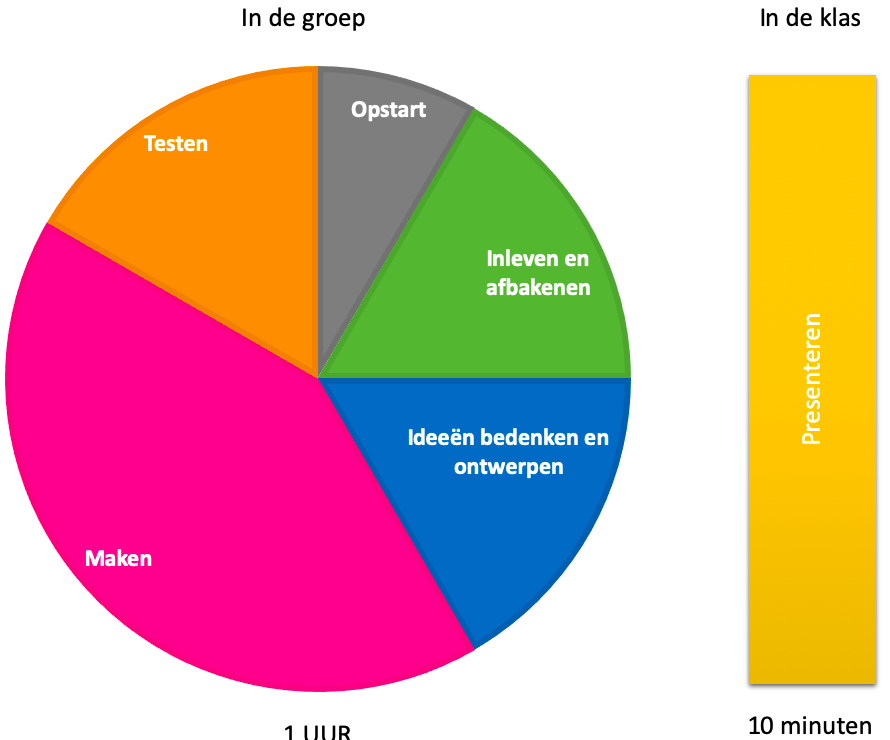 In de groep
In de klas
Opstart
Testen
Inleven en
afbakenen
Presenteren
Ideeën bedenken en
ontwerpen
Maken
1 UUR
10 minuten